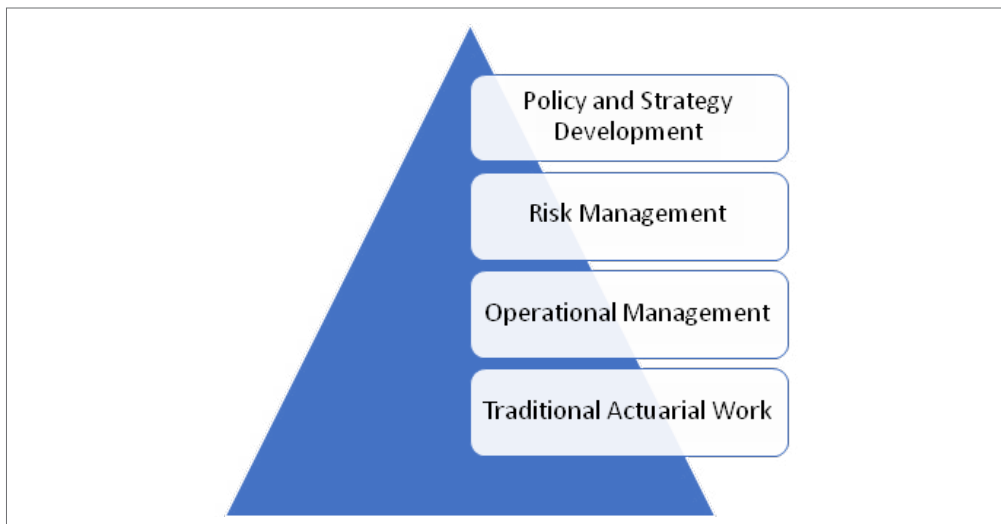 Policy and Strategy
Development
Risk Management
Operational Management
Traditional Actuarial Work